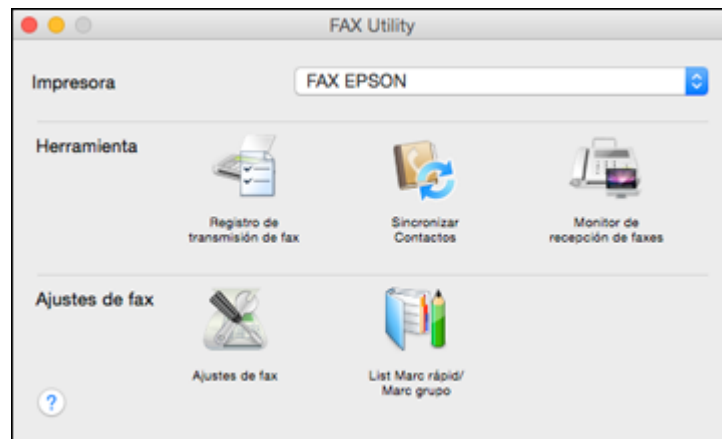 FAX Utility
Impresora
FAX EPSON
Herramienta
Registro de
transmisión de fax
Sincronizar
Contactos
Monitor de
recepción de faxes
Ajustes de fax
Ajustes de fax
List Marc rápid/
Marc grupo
?